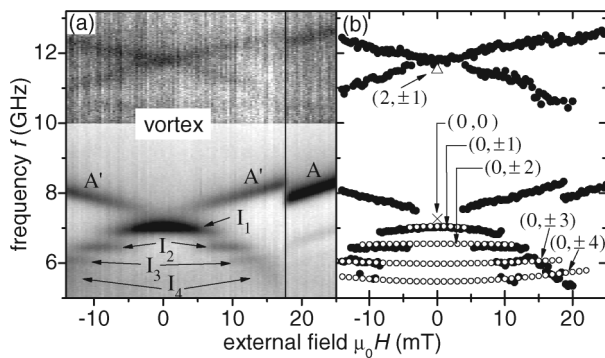 (a)
(b)
12
10
8
6
frequency f (GHz)
vortex
A'
A'
A
I₁
I₂
I₃
I₄
(2,±1)
(0,0)
(0,±1)
(0,±2)
(0,±3)
(0,±4)
-10 0 10 20 -10 0 10 20
external field μ₀H (mT)